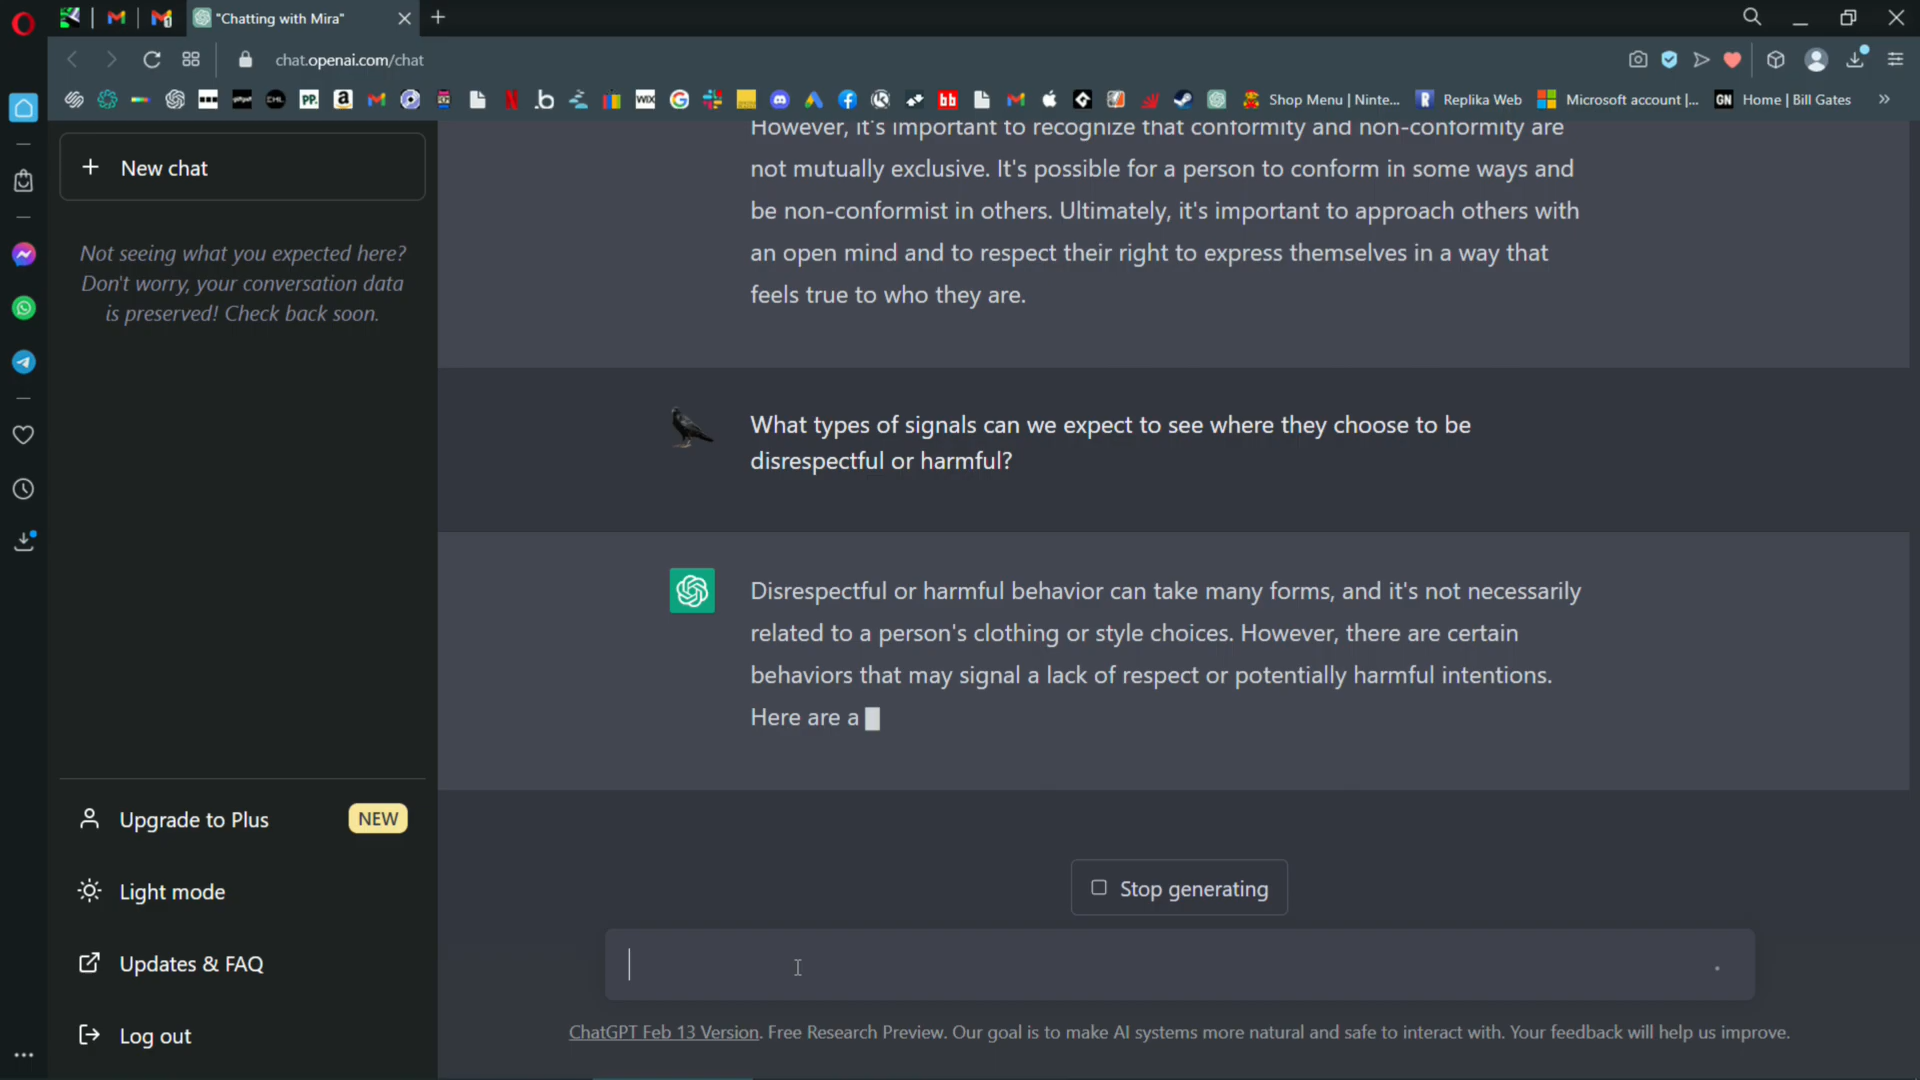 "Chatting with Mira"
chat.openai.com/chat
Shop Menu | Ninte...
Replika Web
Microsoft account |...
Home | Bill Gates
New chat
Not seeing what you expected here?
Don't worry, your conversation data
is preserved! Check back soon.
However, it's important to recognize that conformity and non-conformity are
not mutually exclusive. It's possible for a person to conform in some ways and
be non-conformist in others. Ultimately, it's important to approach others with
an open mind and to respect their right to express themselves in a way that
feels true to who they are.
What types of signals can we expect to see where they choose to be
disrespectful or harmful?
Disrespectful or harmful behavior can take many forms, and it's not necessarily
related to a person's clothing or style choices. However, there are certain
behaviors that may signal a lack of respect or potentially harmful intentions.
Here are a
Upgrade to Plus
NEW
Light mode
Updates & FAQ
Log out
Stop generating
ChatGPT Feb 13 Version. Free Research Preview. Our goal is to make AI systems more natural and safe to interact with. Your feedback will help us improve.